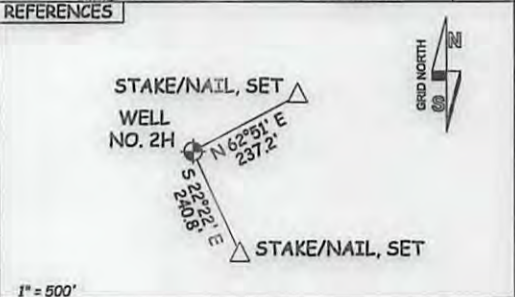 REFERENCES
N
GRID NORTH
S
STAKE/NAIL, SET
WELL
NO. 2H
N 62°51' E
237.2'
S 22°22' E
240.8'
STAKE/NAIL, SET
1" = 500'